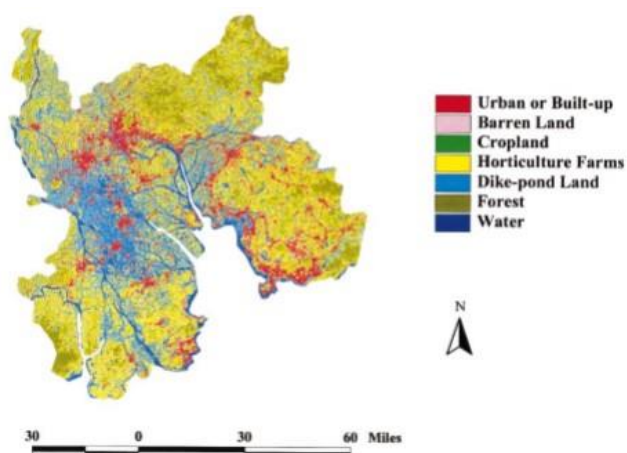 Urban or Built-up
Barren Land
Cropland
Horticulture Farms
Dike-pond Land
Forest
Water
N
30 0 30 60 Miles